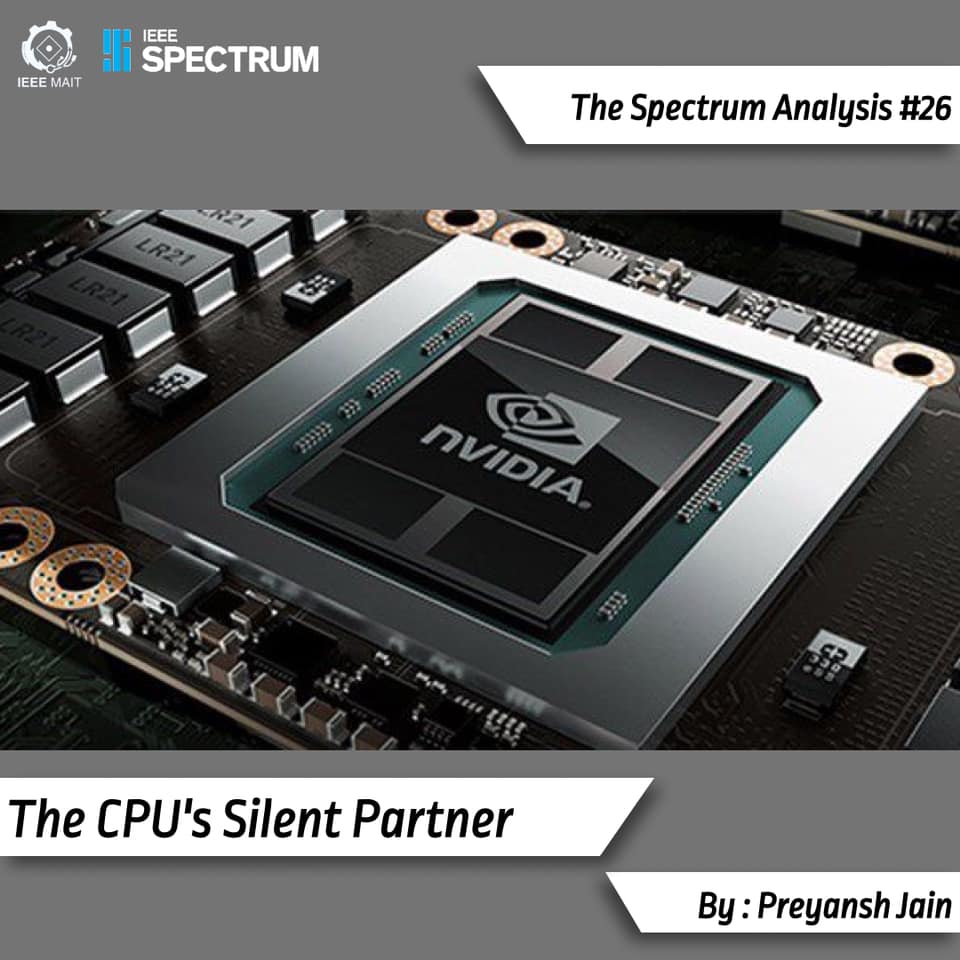 IEEE MAIT
IEEE
SPECTRUM
The Spectrum Analysis #26
LR21
LR21
LR21
LR21
NVIDIA.
The CPU's Silent Partner
By : Preyansh Jain